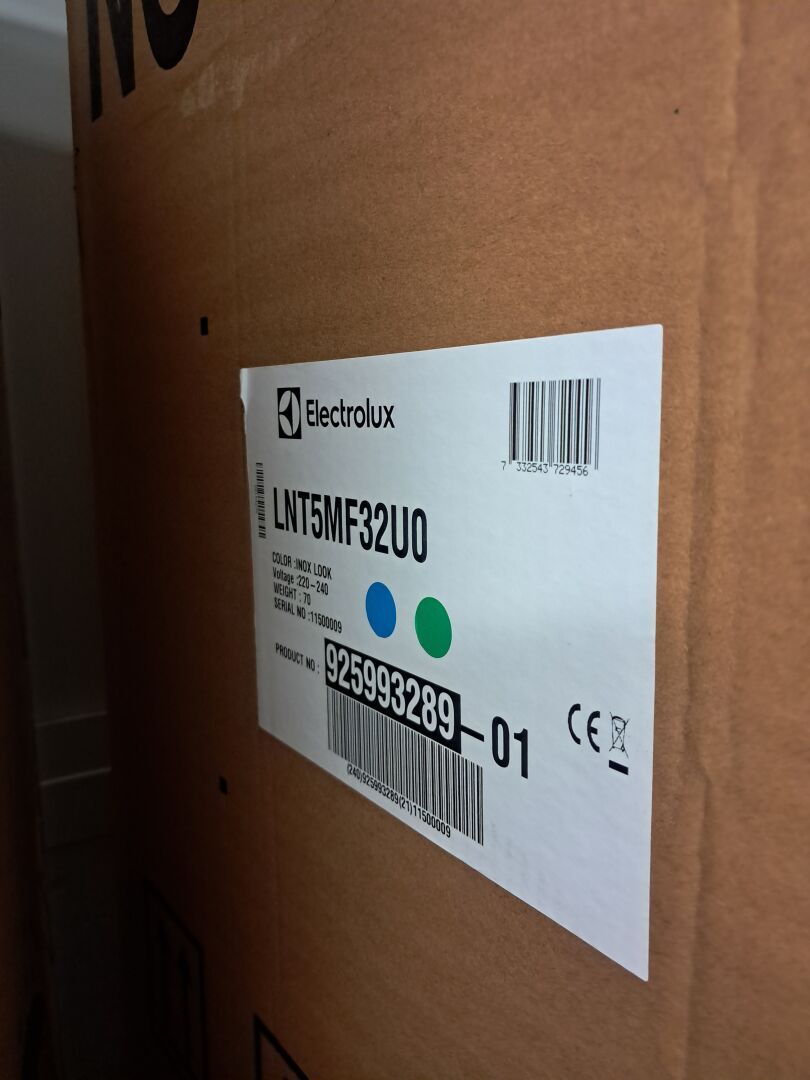 Electrolux
7 332543 729456
LNT5MF32U0
COLOR :INOX LOOK
Voltage :220-240
WEIGHT : 70
SERIAL NO :11500009
PRODUCT NO : 925993289-01
(240)925993289(21)11500009
CE